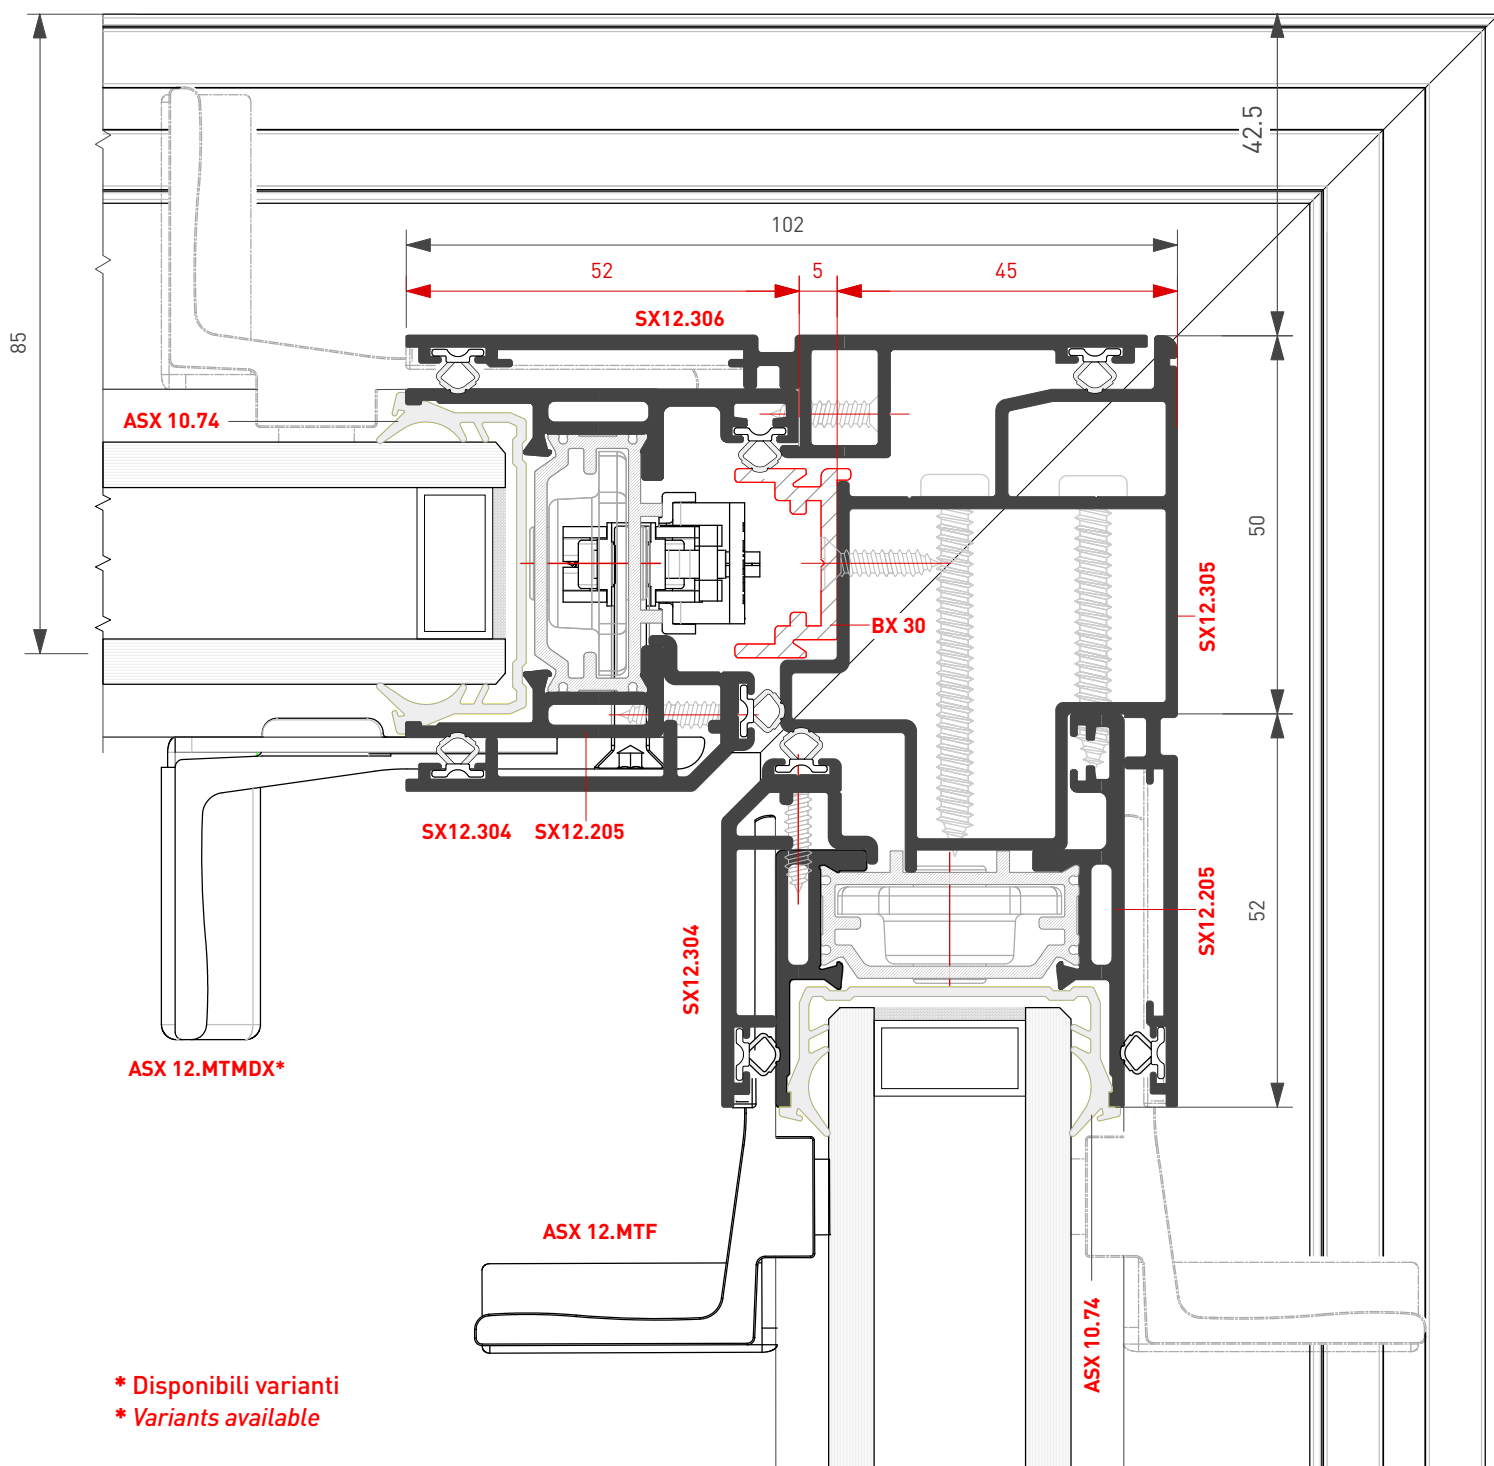 42.5
102
52
5
45
SX12.306
85
ASX 10.74
50
SX12.305
BX 30
SX12.304
SX12.205
SX12.205
52
SX12.304
ASX 12.MTMDX*
ASX 12.MTF
ASX 10.74
* Disponibili varianti
* Variants available